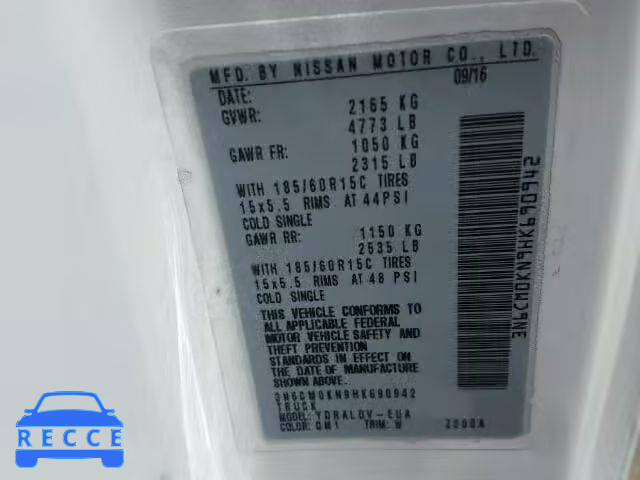 MFD. BY NISSAN MOTOR CO., LTD.
DATE: 09/16
GVWR: 2165 KG
4773 LB
GAWR FR: 1050 KG
2315 LB
WITH 185/60R15C TIRES
15x5.5 RIMS AT 44PSI
COLD SINGLE
GAWR RR: 1150 KG
2535 LB
WITH 185/60R15C TIRES
15x5.5 RIMS AT 48 PSI
COLD SINGLE
THIS VEHICLE CONFORMS TO
ALL APPLICABLE FEDERAL
MOTOR VEHICLE SAFETY AND
THEFT PREVENTION
STANDARDS IN EFFECT ON
THE DATE OF MANUFACTURE
SHOWN ABOVE.
3N6CM0KN9HK690942
TRUCK
MODEL: YDRALDV-EUA
COLOR: QM1 TRIM: W
3N6CM0KN9HK690942
RECCE